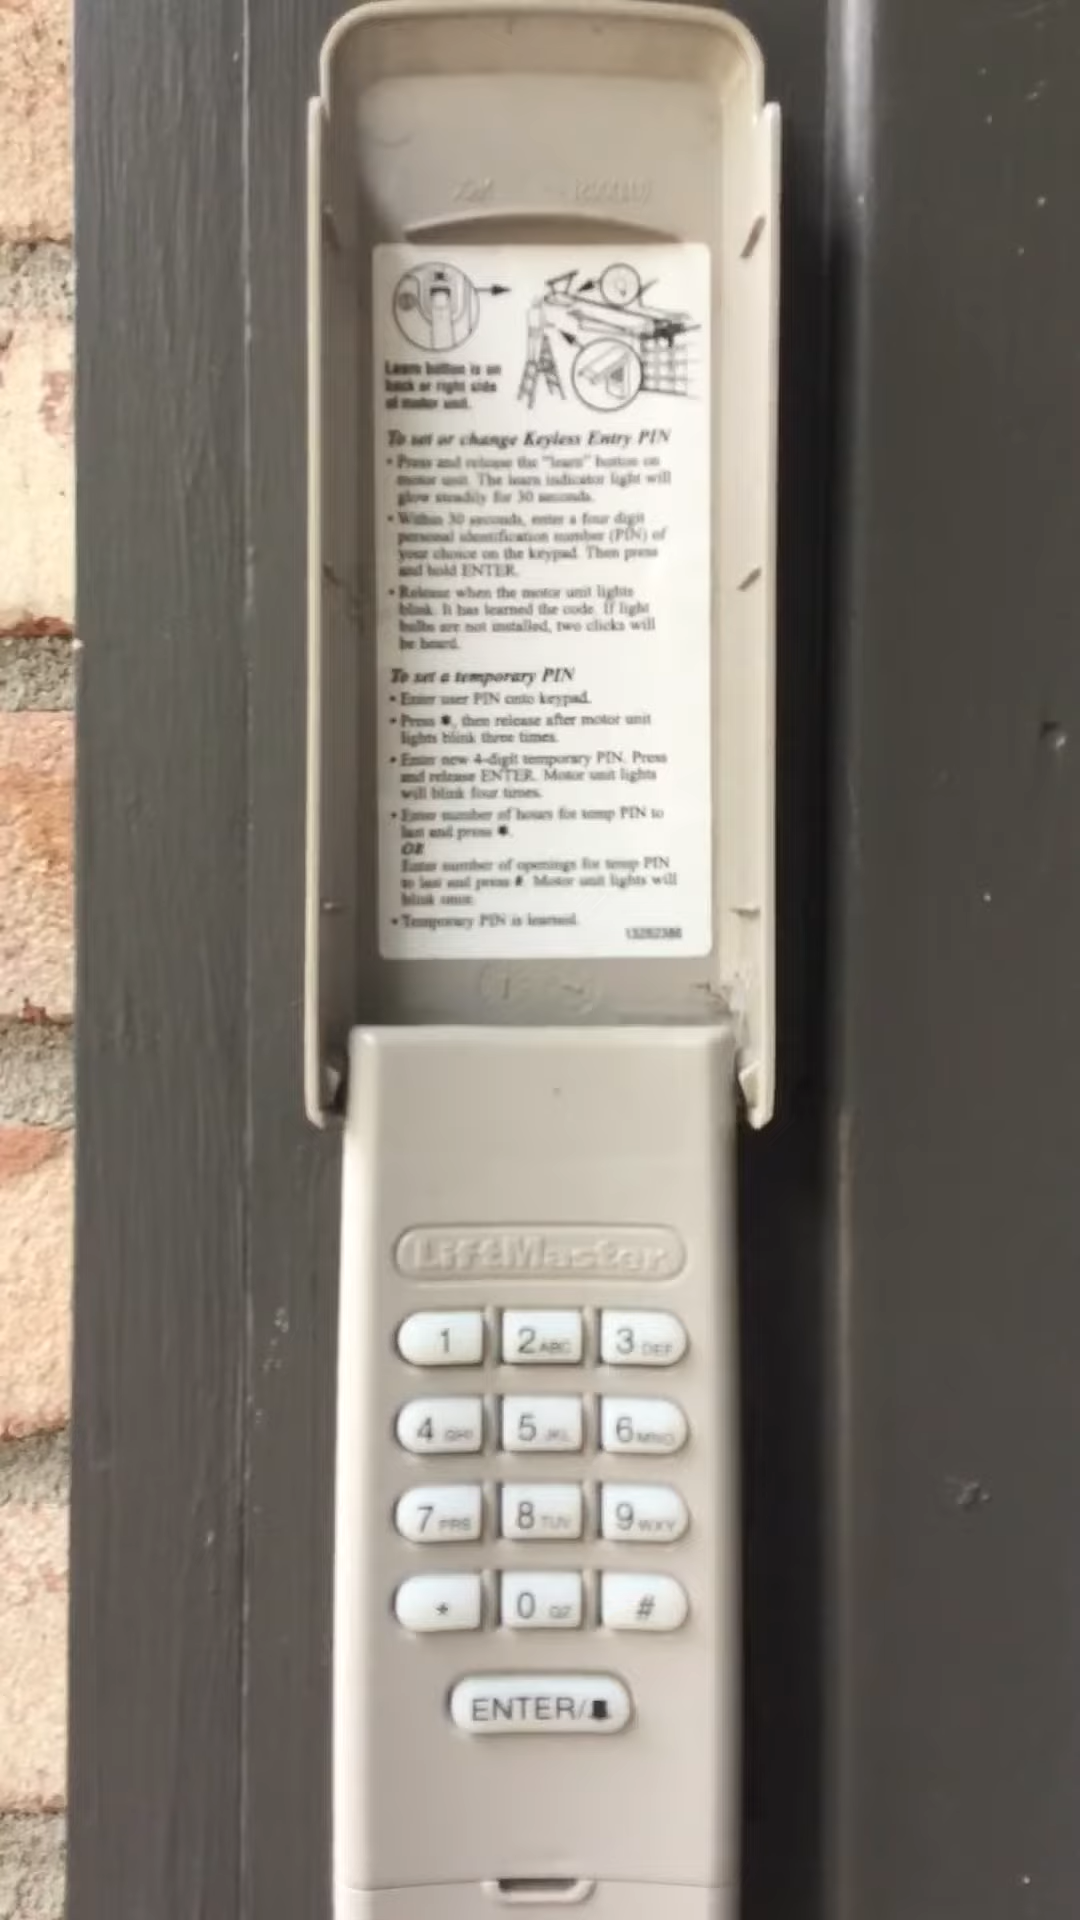 Learn button is on
back or right side
of motor unit.
To set or change Keyless Entry PIN
• Press and release the "learn" button on
motor unit. The learn indicator light will
glow steadily for 30 seconds.
• Within 30 seconds, enter a four digit
personal identification number (PIN) of
your choice on the keypad. Then press
and hold ENTER.
• Release when the motor unit lights
blink. It has learned the code. If light
bulbs are not installed, two clicks will
be heard.
To set a temporary PIN
• Enter user PIN onto keypad.
• Press ✱, then release after motor unit
lights blink three times.
• Enter new 4-digit temporary PIN. Press
and release ENTER. Motor unit lights
will blink four times.
• Enter number of hours for temp PIN to
last and press ✱.
OR
Enter number of openings for temp PIN
to last and press #. Motor unit lights will
blink once.
• Temporary PIN is learned.
LiftMaster
1 2 ABC 3 DEF
4 GHI 5 JKL 6 MNO
7 PRS 8 TUV 9 WXY
* 0 QZ #
ENTER/